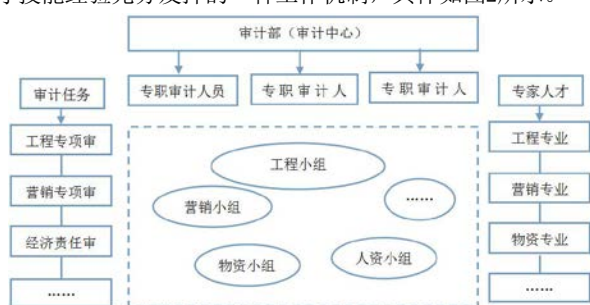 审计部（审计中心）
审计任务
专职审计人员
专职审计人
专职审计人
专家人才
工程专项审
工程小组
工程专业
营销专项审
营销小组
……
营销专业
经济责任审
物资小组
人资小组
物资专业
……
……